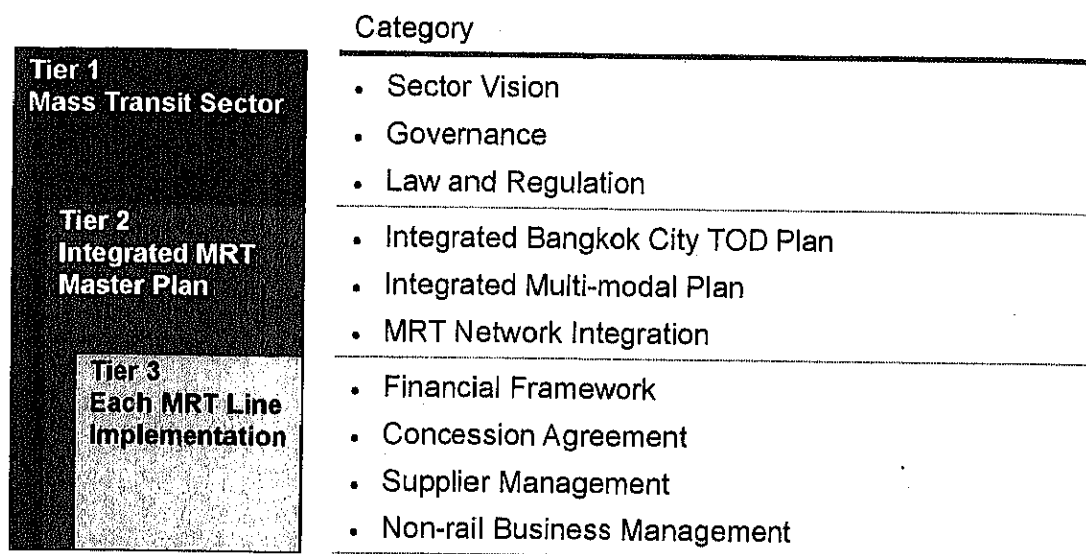 Category
Tier 1
Mass Transit Sector
• Sector Vision
• Governance
• Law and Regulation
Tier 2
Integrated MRT
Master Plan
• Integrated Bangkok City TOD Plan
• Integrated Multi-modal Plan
• MRT Network Integration
Tier 3
Each MRT Line
Implementation
• Financial Framework
• Concession Agreement
• Supplier Management
• Non-rail Business Management